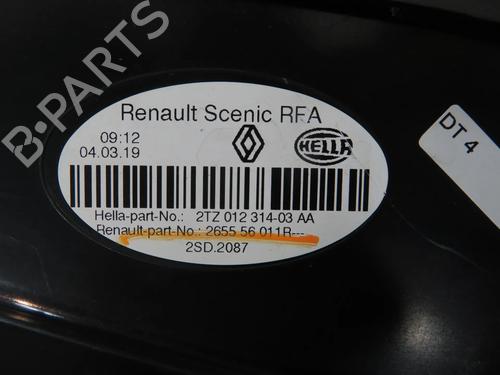 Renault Scenic RFA
09:12
04.03.19
HELLA
Hella-part-No.: 2TZ 012 314-03 AA
Renault-part-No.: 2655 56 011R---
2SD.2087
DT 4
B-PARTS